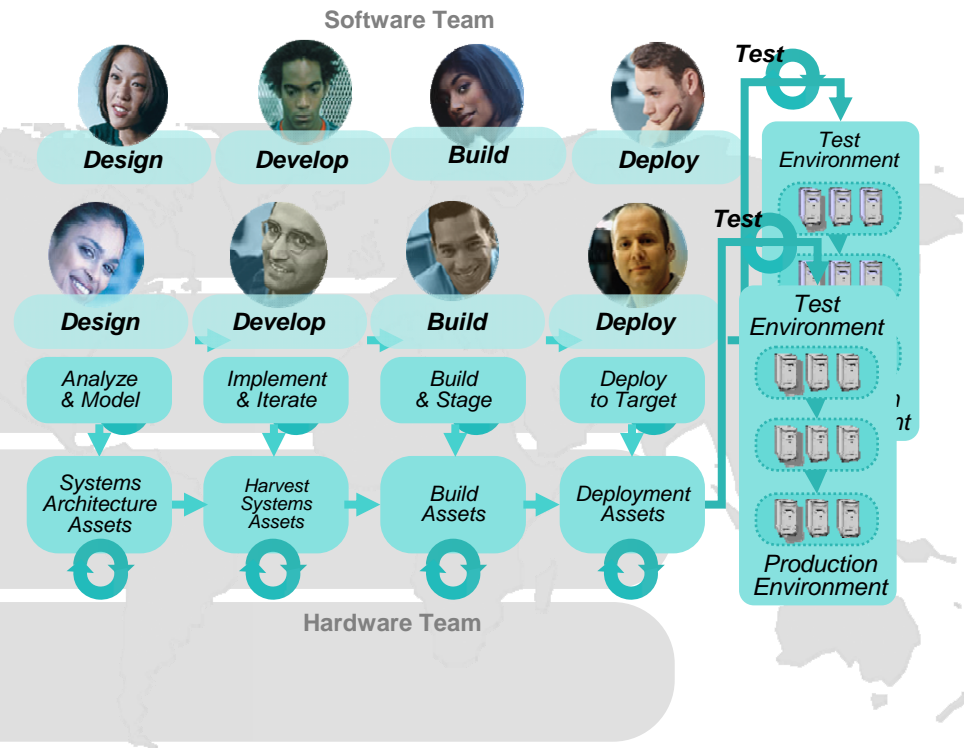 Software Team
Test
Design
Develop
Build
Deploy
Test
Environment
Test
Design
Develop
Build
Deploy
Test
Environment
Analyze
& Model
Implement
& Iterate
Build
& Stage
Deploy
to Target
Systems
Architecture
Assets
Harvest
Systems
Assets
Build
Assets
Deployment
Assets
Production
Environment
Hardware Team